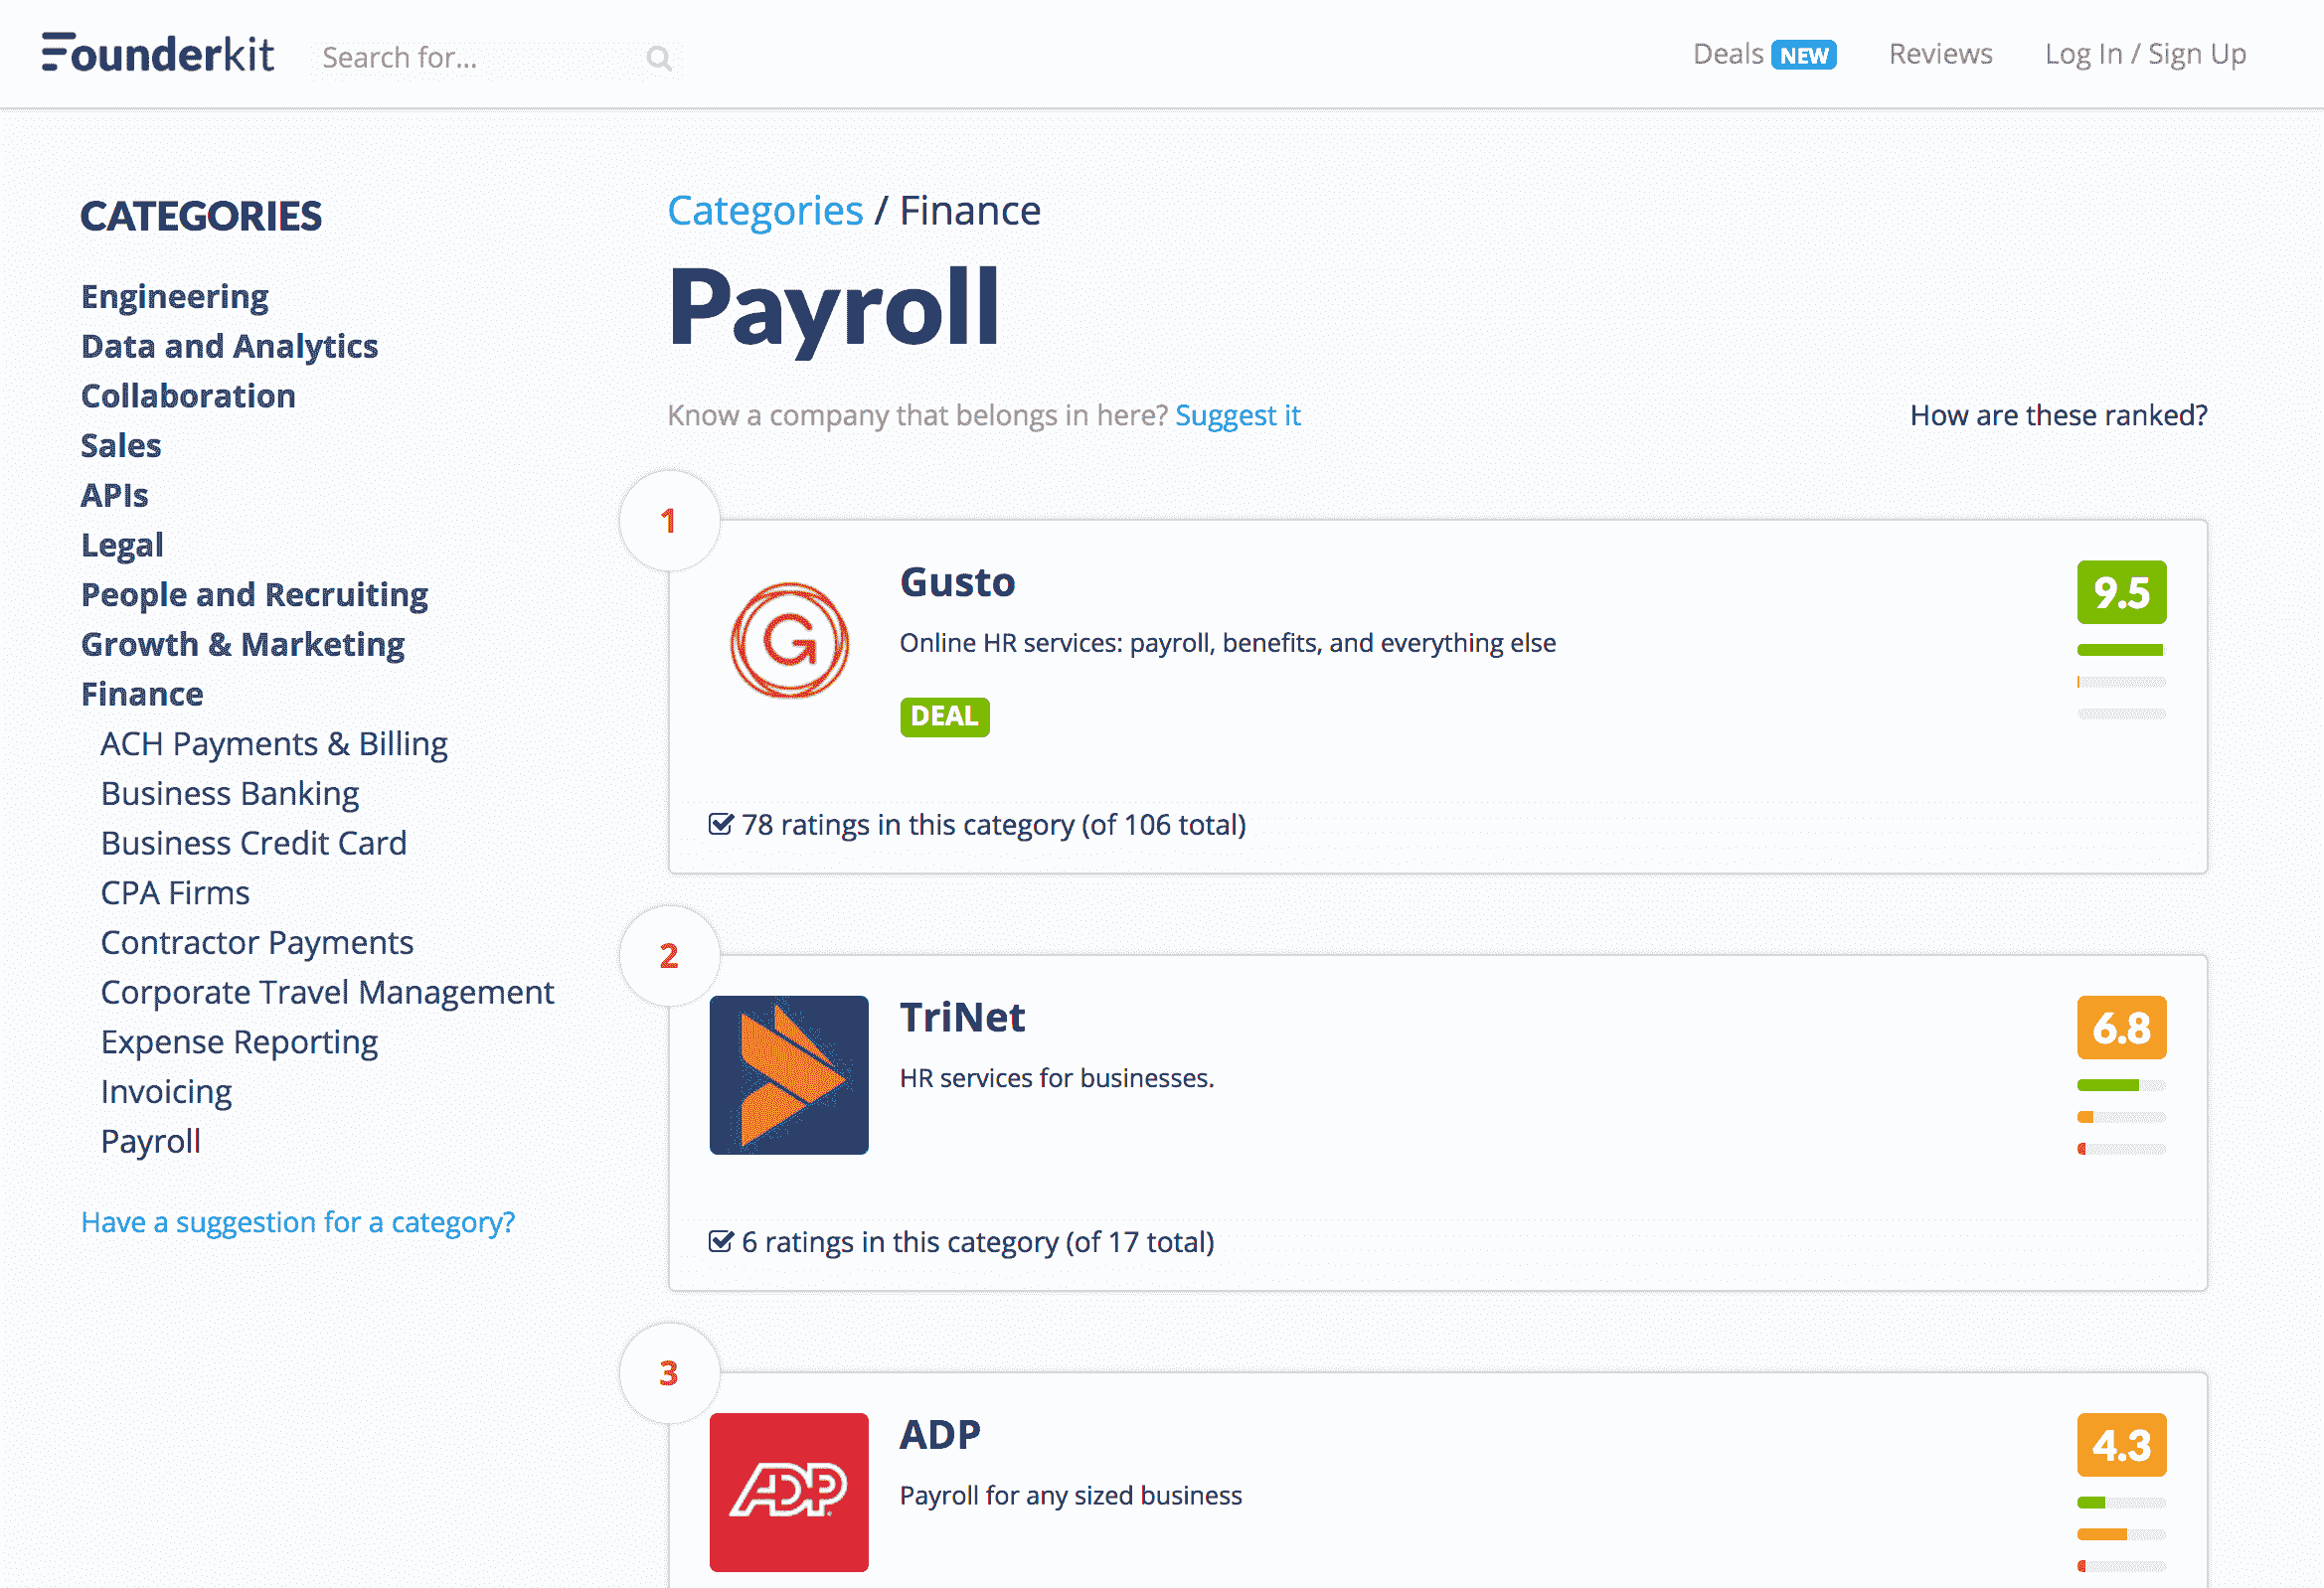 Founderkit
Search for...
Deals NEW
Reviews
Log In / Sign Up
CATEGORIES
Engineering
Data and Analytics
Collaboration
Sales
APIs
Legal
People and Recruiting
Growth & Marketing
Finance
ACH Payments & Billing
Business Banking
Business Credit Card
CPA Firms
Contractor Payments
Corporate Travel Management
Expense Reporting
Invoicing
Payroll
Have a suggestion for a category?
Categories / Finance
Payroll
Know a company that belongs in here? Suggest it
How are these ranked?
1
G
Gusto
Online HR services: payroll, benefits, and everything else
DEAL
9.5
78 ratings in this category (of 106 total)
2
TriNet
HR services for businesses.
6.8
6 ratings in this category (of 17 total)
3
ADP
ADP
Payroll for any sized business
4.3